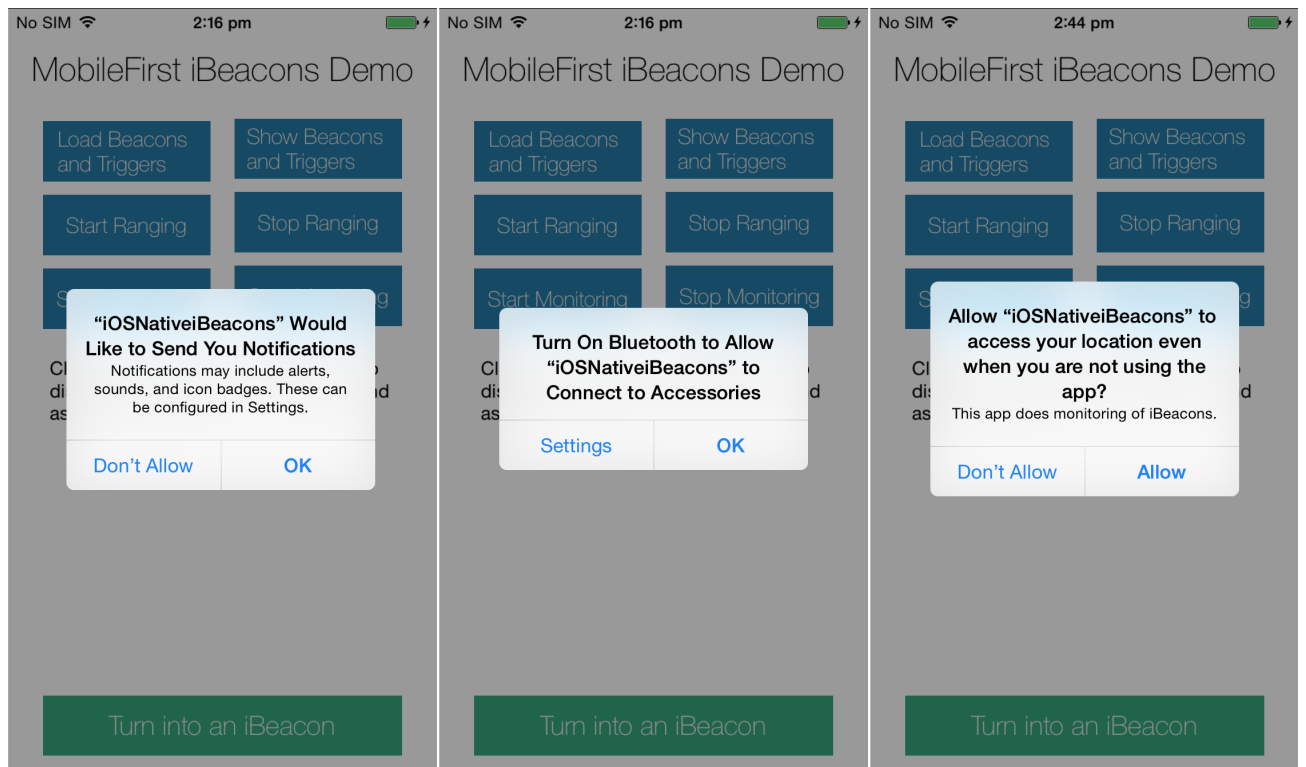 No SIM 2:16 pm
MobileFirst iBeacons Demo
Load Beacons
and Triggers
Show Beacons
and Triggers
Start Ranging
Stop Ranging
“iOSNativeiBeacons” Would
Like to Send You Notifications
Notifications may include alerts,
sounds, and icon badges. These can
be configured in Settings.
Don’t Allow
OK
Turn into an iBeacon
No SIM 2:16 pm
MobileFirst iBeacons Demo
Load Beacons
and Triggers
Show Beacons
and Triggers
Start Ranging
Stop Ranging
Start Monitoring
Stop Monitoring
Turn On Bluetooth to Allow
“iOSNativeiBeacons” to
Connect to Accessories
Settings
OK
Turn into an iBeacon
No SIM 2:44 pm
MobileFirst iBeacons Demo
Load Beacons
and Triggers
Show Beacons
and Triggers
Start Ranging
Stop Ranging
Allow “iOSNativeiBeacons” to
access your location even
when you are not using the
app?
This app does monitoring of iBeacons.
Don’t Allow
Allow
Turn into an iBeacon